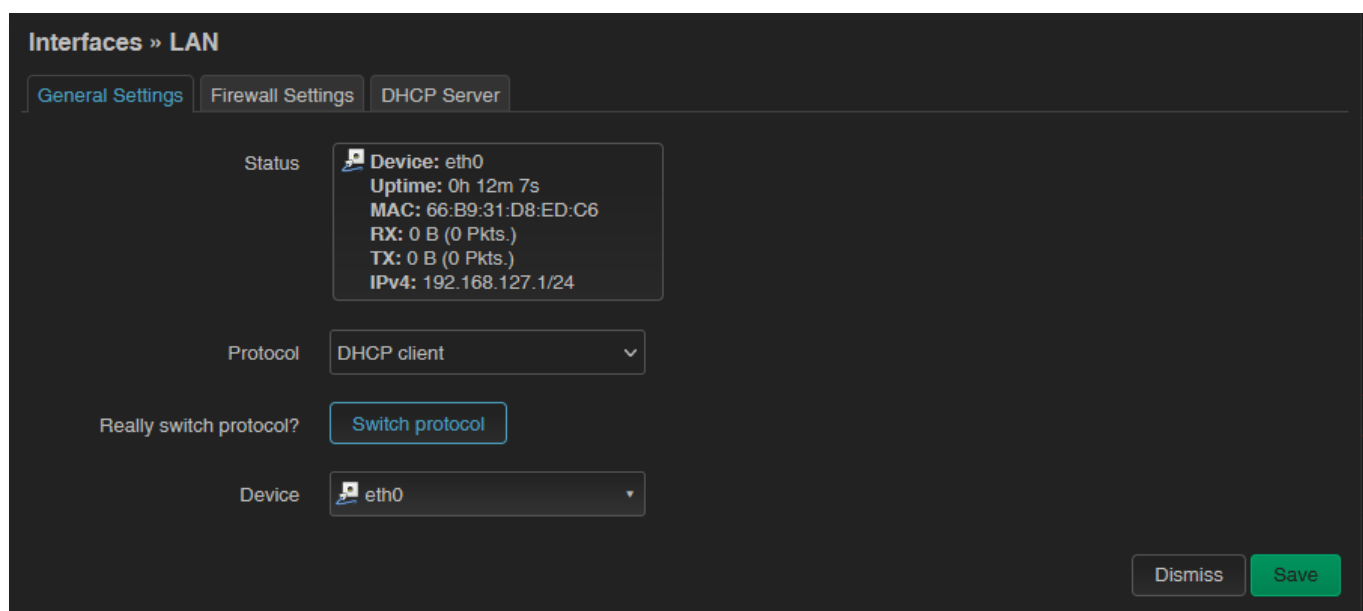 Interfaces » LAN
General Settings Firewall Settings DHCP Server
Status
Device: eth0
Uptime: 0h 12m 7s
MAC: 66:B9:31:D8:ED:C6
RX: 0 B (0 Pkts.)
TX: 0 B (0 Pkts.)
IPv4: 192.168.127.1/24
Protocol DHCP client
Really switch protocol? Switch protocol
Device eth0
Dismiss Save